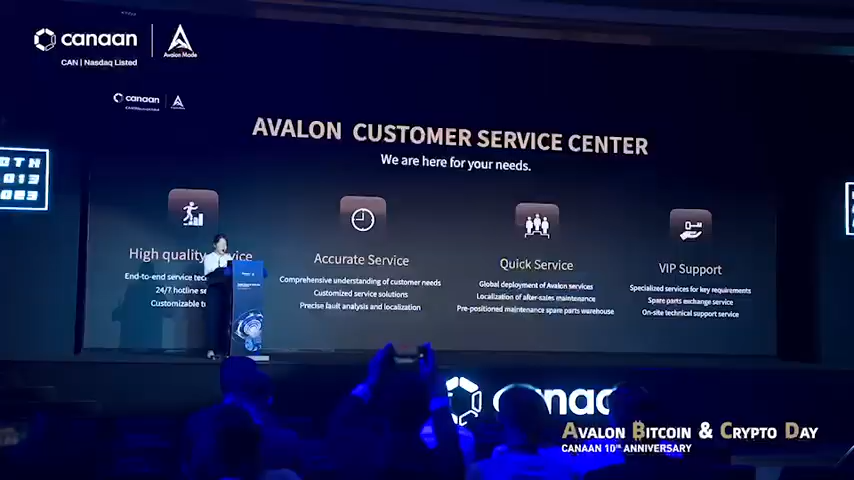 canaan
Avalon Made
CAN | Nasdaq Listed
canaan
AVALON CUSTOMER SERVICE CENTER
We are here for your needs.
High quality
End-to-end service
24/7 hotline
Customizable
Accurate Service
Comprehensive understanding of customer needs
Customized service solutions
Precise fault analysis and localization
Quick Service
Global deployment of Avalon services
Localization of after-sales maintenance
Pre-positioned maintenance spare parts warehouse
VIP Support
Specialized services for key requirements
Spare parts exchange service
On-site technical support service
canaan
AVALON BITCOIN & CRYPTO DAY
CANAAN 10TH ANNIVERSARY